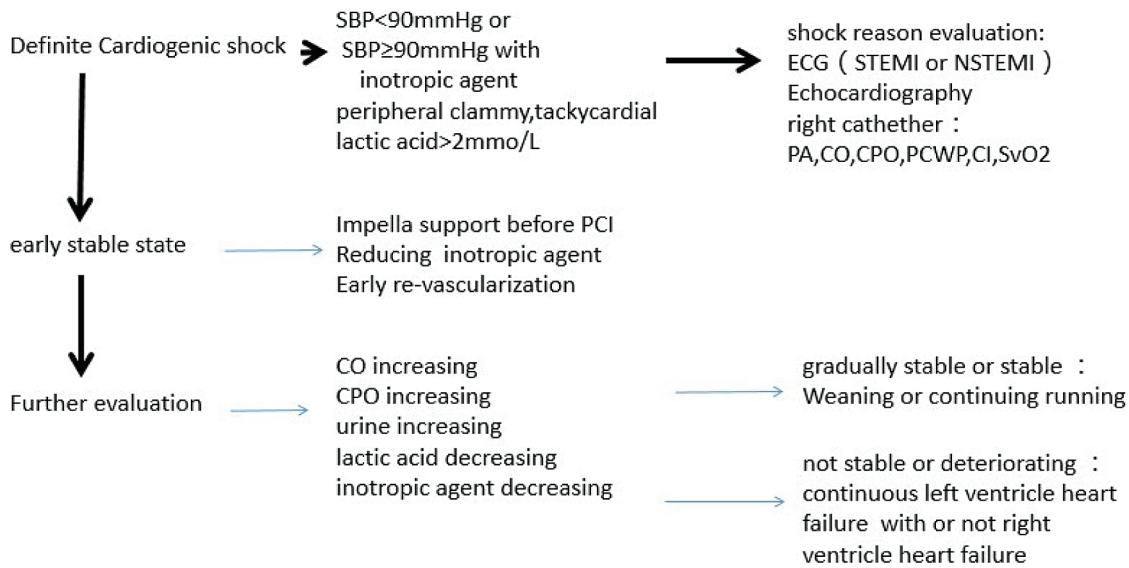 Definite Cardiogenic shock
SBP<90mmHg or
SBP≥90mmHg with
inotropic agent
peripheral clammy,tackycardial
lactic acid>2mmo/L
shock reason evaluation:
ECG（STEMI or NSTEMI）
Echocardiography
right cathether：
PA,CO,CPO,PCWP,CI,SvO2
early stable state
Impella support before PCI
Reducing inotropic agent
Early re-vascularization
Further evaluation
CO increasing
CPO increasing
urine increasing
lactic acid decreasing
inotropic agent decreasing
gradually stable or stable：
Weaning or continuing running
not stable or deteriorating：
continuous left ventricle heart
failure with or not right
ventricle heart failure